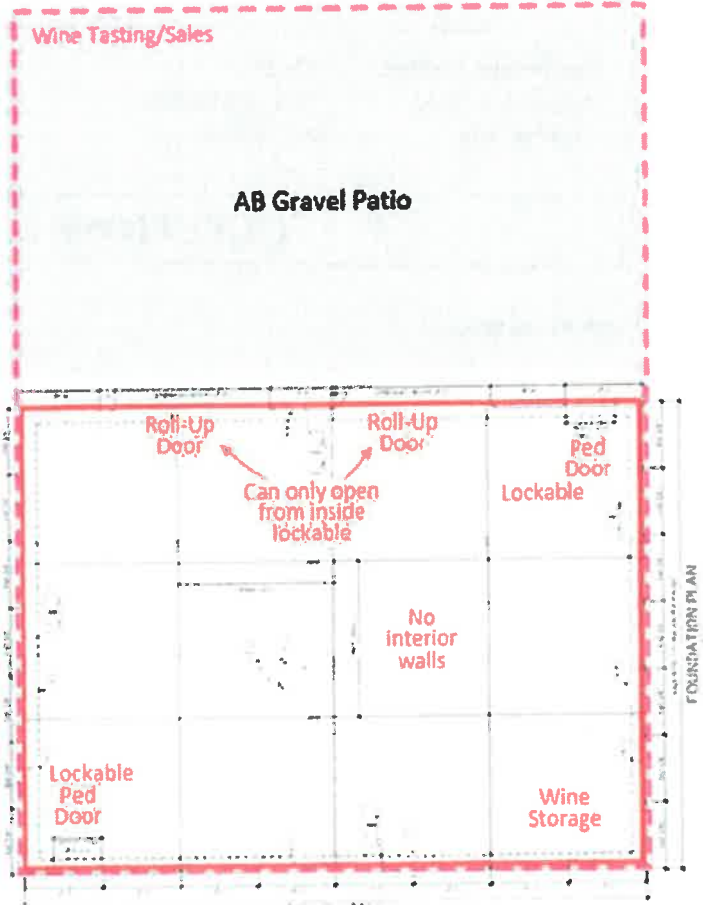 Wine Tasting/Sales
AB Gravel Patio
Roll-Up
Door
Roll-Up
Door
Ped
Door
Lockable
Can only open
from inside
lockable
No
interior
walls
FOUNDATION PLAN
Lockable
Ped
Door
Wine
Storage